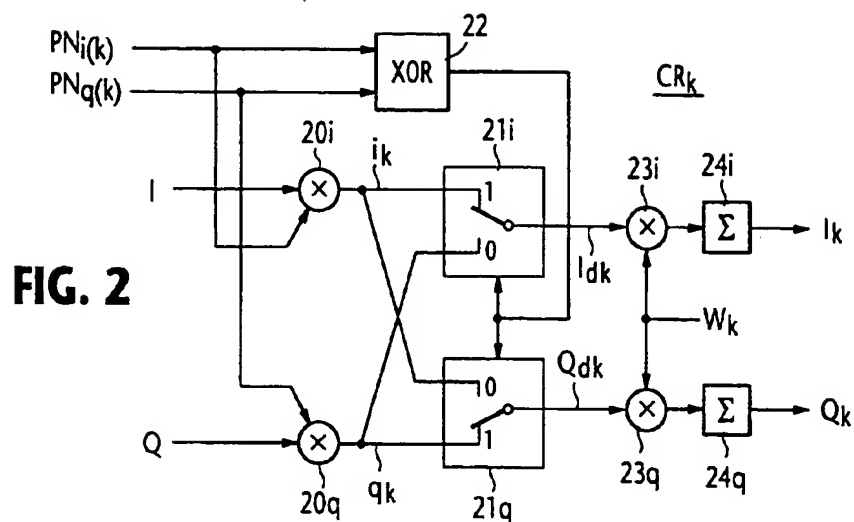 PNi(k)
PNq(k)
22
XOR
CRk
20i
ik
21i
23i
24i
I
×
1
0
Idk
×
Σ
Ik
FIG. 2
Wk
Qdk
0
1
Q
×
×
Σ
Qk
20q
qk
21q
23q
24q